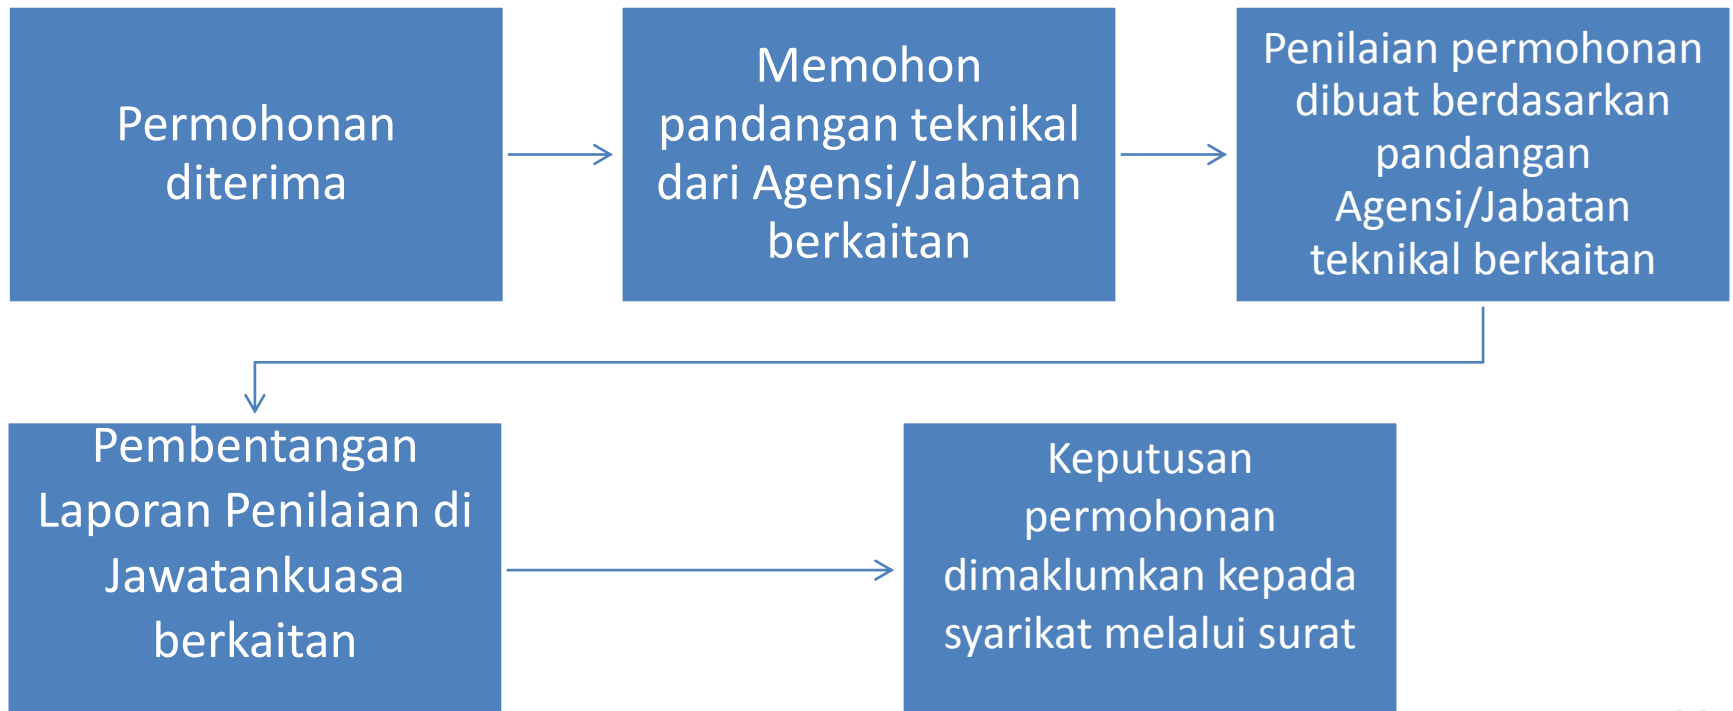 Permohonan
diterima
Memohon
pandangan teknikal
dari Agensi/Jabatan
berkaitan
Penilaian permohonan
dibuat berdasarkan
pandangan
Agensi/Jabatan
teknikal berkaitan
Pembentangan
Laporan Penilaian di
Jawatankuasa
berkaitan
Keputusan
permohonan
dimaklumkan kepada
syarikat melalui surat